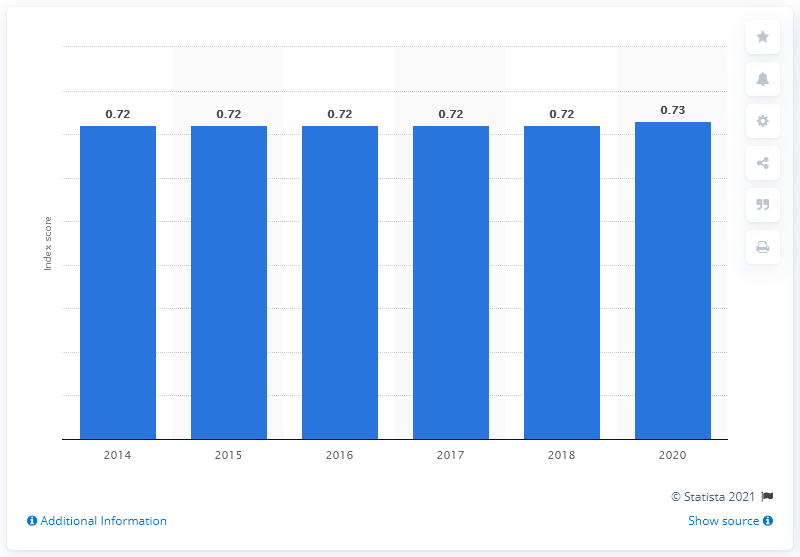 0.72 0.72 0.72 0.72 0.72 0.73
Index score
2014 2015 2016 2017 2018 2020
© Statista 2021
Additional Information Show source